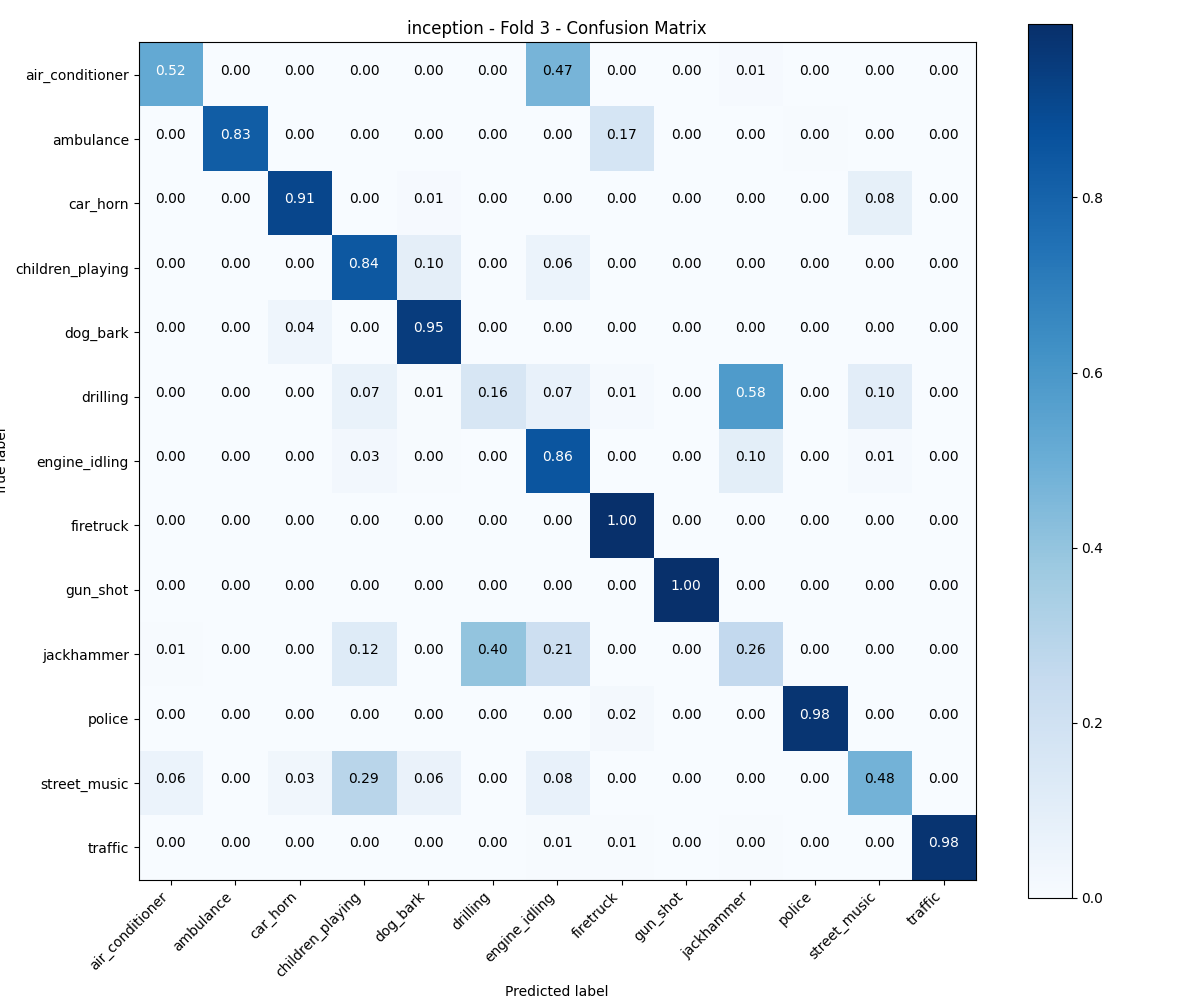 inception - Fold 3 - Confusion Matrix
air_conditioner 0.52 0.00 0.00 0.00 0.00 0.00 0.47 0.00 0.00 0.01 0.00 0.00 0.00
ambulance 0.00 0.83 0.00 0.00 0.00 0.00 0.00 0.17 0.00 0.00 0.00 0.00 0.00
car_horn 0.00 0.00 0.91 0.00 0.01 0.00 0.00 0.00 0.00 0.00 0.00 0.08 0.00
children_playing 0.00 0.00 0.00 0.84 0.10 0.00 0.06 0.00 0.00 0.00 0.00 0.00 0.00
dog_bark 0.00 0.00 0.04 0.00 0.95 0.00 0.00 0.00 0.00 0.00 0.00 0.00 0.00
drilling 0.00 0.00 0.00 0.07 0.01 0.16 0.07 0.01 0.00 0.58 0.00 0.10 0.00
engine_idling 0.00 0.00 0.00 0.03 0.00 0.00 0.86 0.00 0.00 0.10 0.00 0.01 0.00
firetruck 0.00 0.00 0.00 0.00 0.00 0.00 0.00 1.00 0.00 0.00 0.00 0.00 0.00
gun_shot 0.00 0.00 0.00 0.00 0.00 0.00 0.00 0.00 1.00 0.00 0.00 0.00 0.00
jackhammer 0.01 0.00 0.00 0.12 0.00 0.40 0.21 0.00 0.00 0.26 0.00 0.00 0.00
police 0.00 0.00 0.00 0.00 0.00 0.00 0.00 0.02 0.00 0.00 0.98 0.00 0.00
street_music 0.06 0.00 0.03 0.29 0.06 0.00 0.08 0.00 0.00 0.00 0.00 0.48 0.00
traffic 0.00 0.00 0.00 0.00 0.00 0.00 0.01 0.01 0.00 0.00 0.00 0.00 0.98
air_conditioner ambulance car_horn children_playing dog_bark drilling engine_idling firetruck gun_shot jackhammer police street_music traffic
Predicted label
label
0.8
0.6
0.4
0.2
0.0